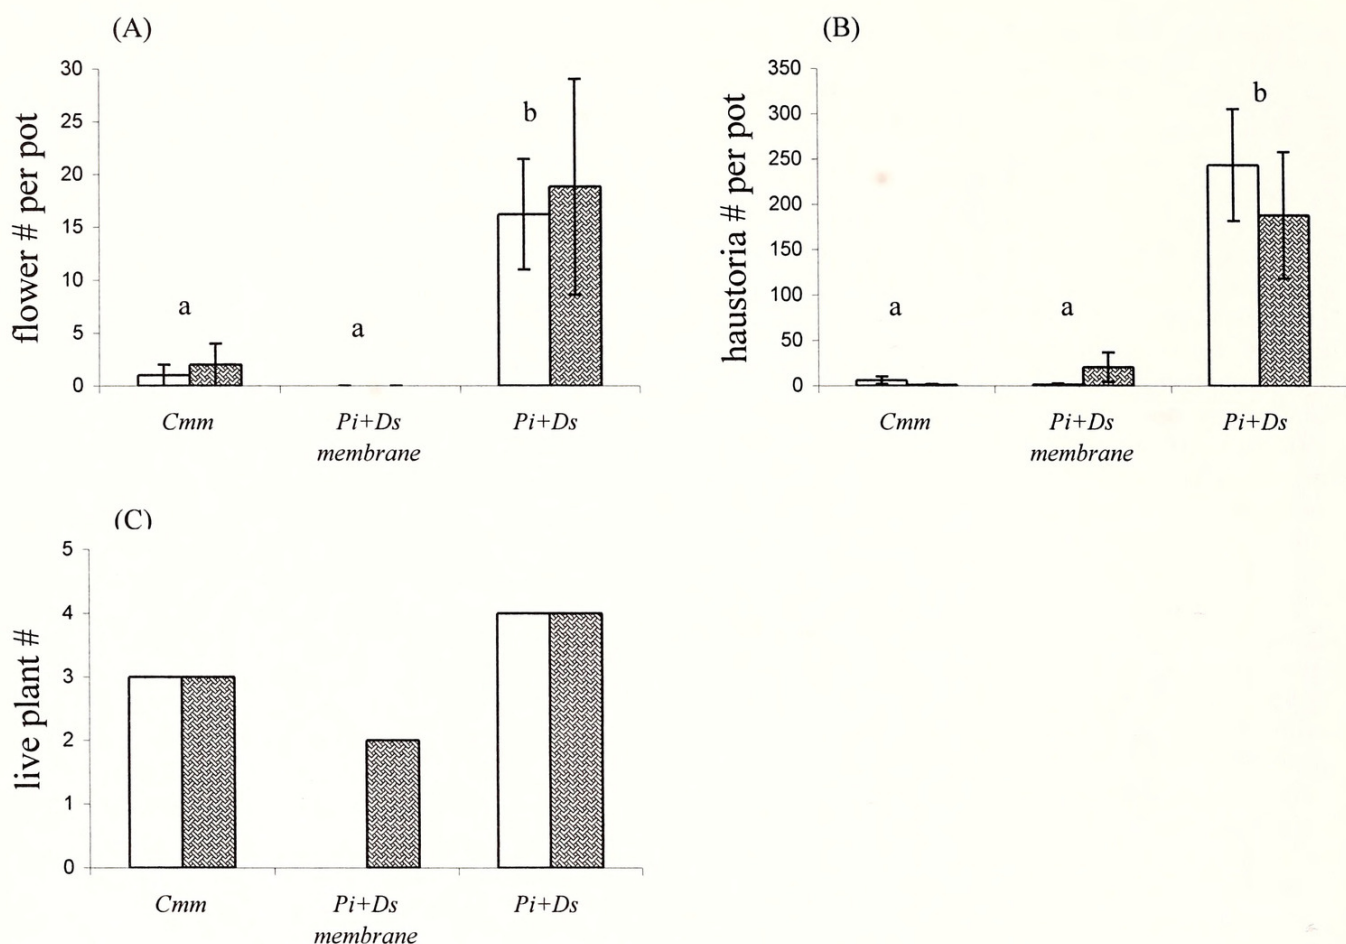 (A)
flower # per pot
30
25
20
15
10
5
0
a
a
b
Cmm
Pi+Ds
membrane
Pi+Ds
(B)
haustoria # per pot
350
300
250
200
150
100
50
0
a
a
b
Cmm
Pi+Ds
membrane
Pi+Ds
(C)
live plant #
5
4
3
2
1
0
Cmm
Pi+Ds
membrane
Pi+Ds